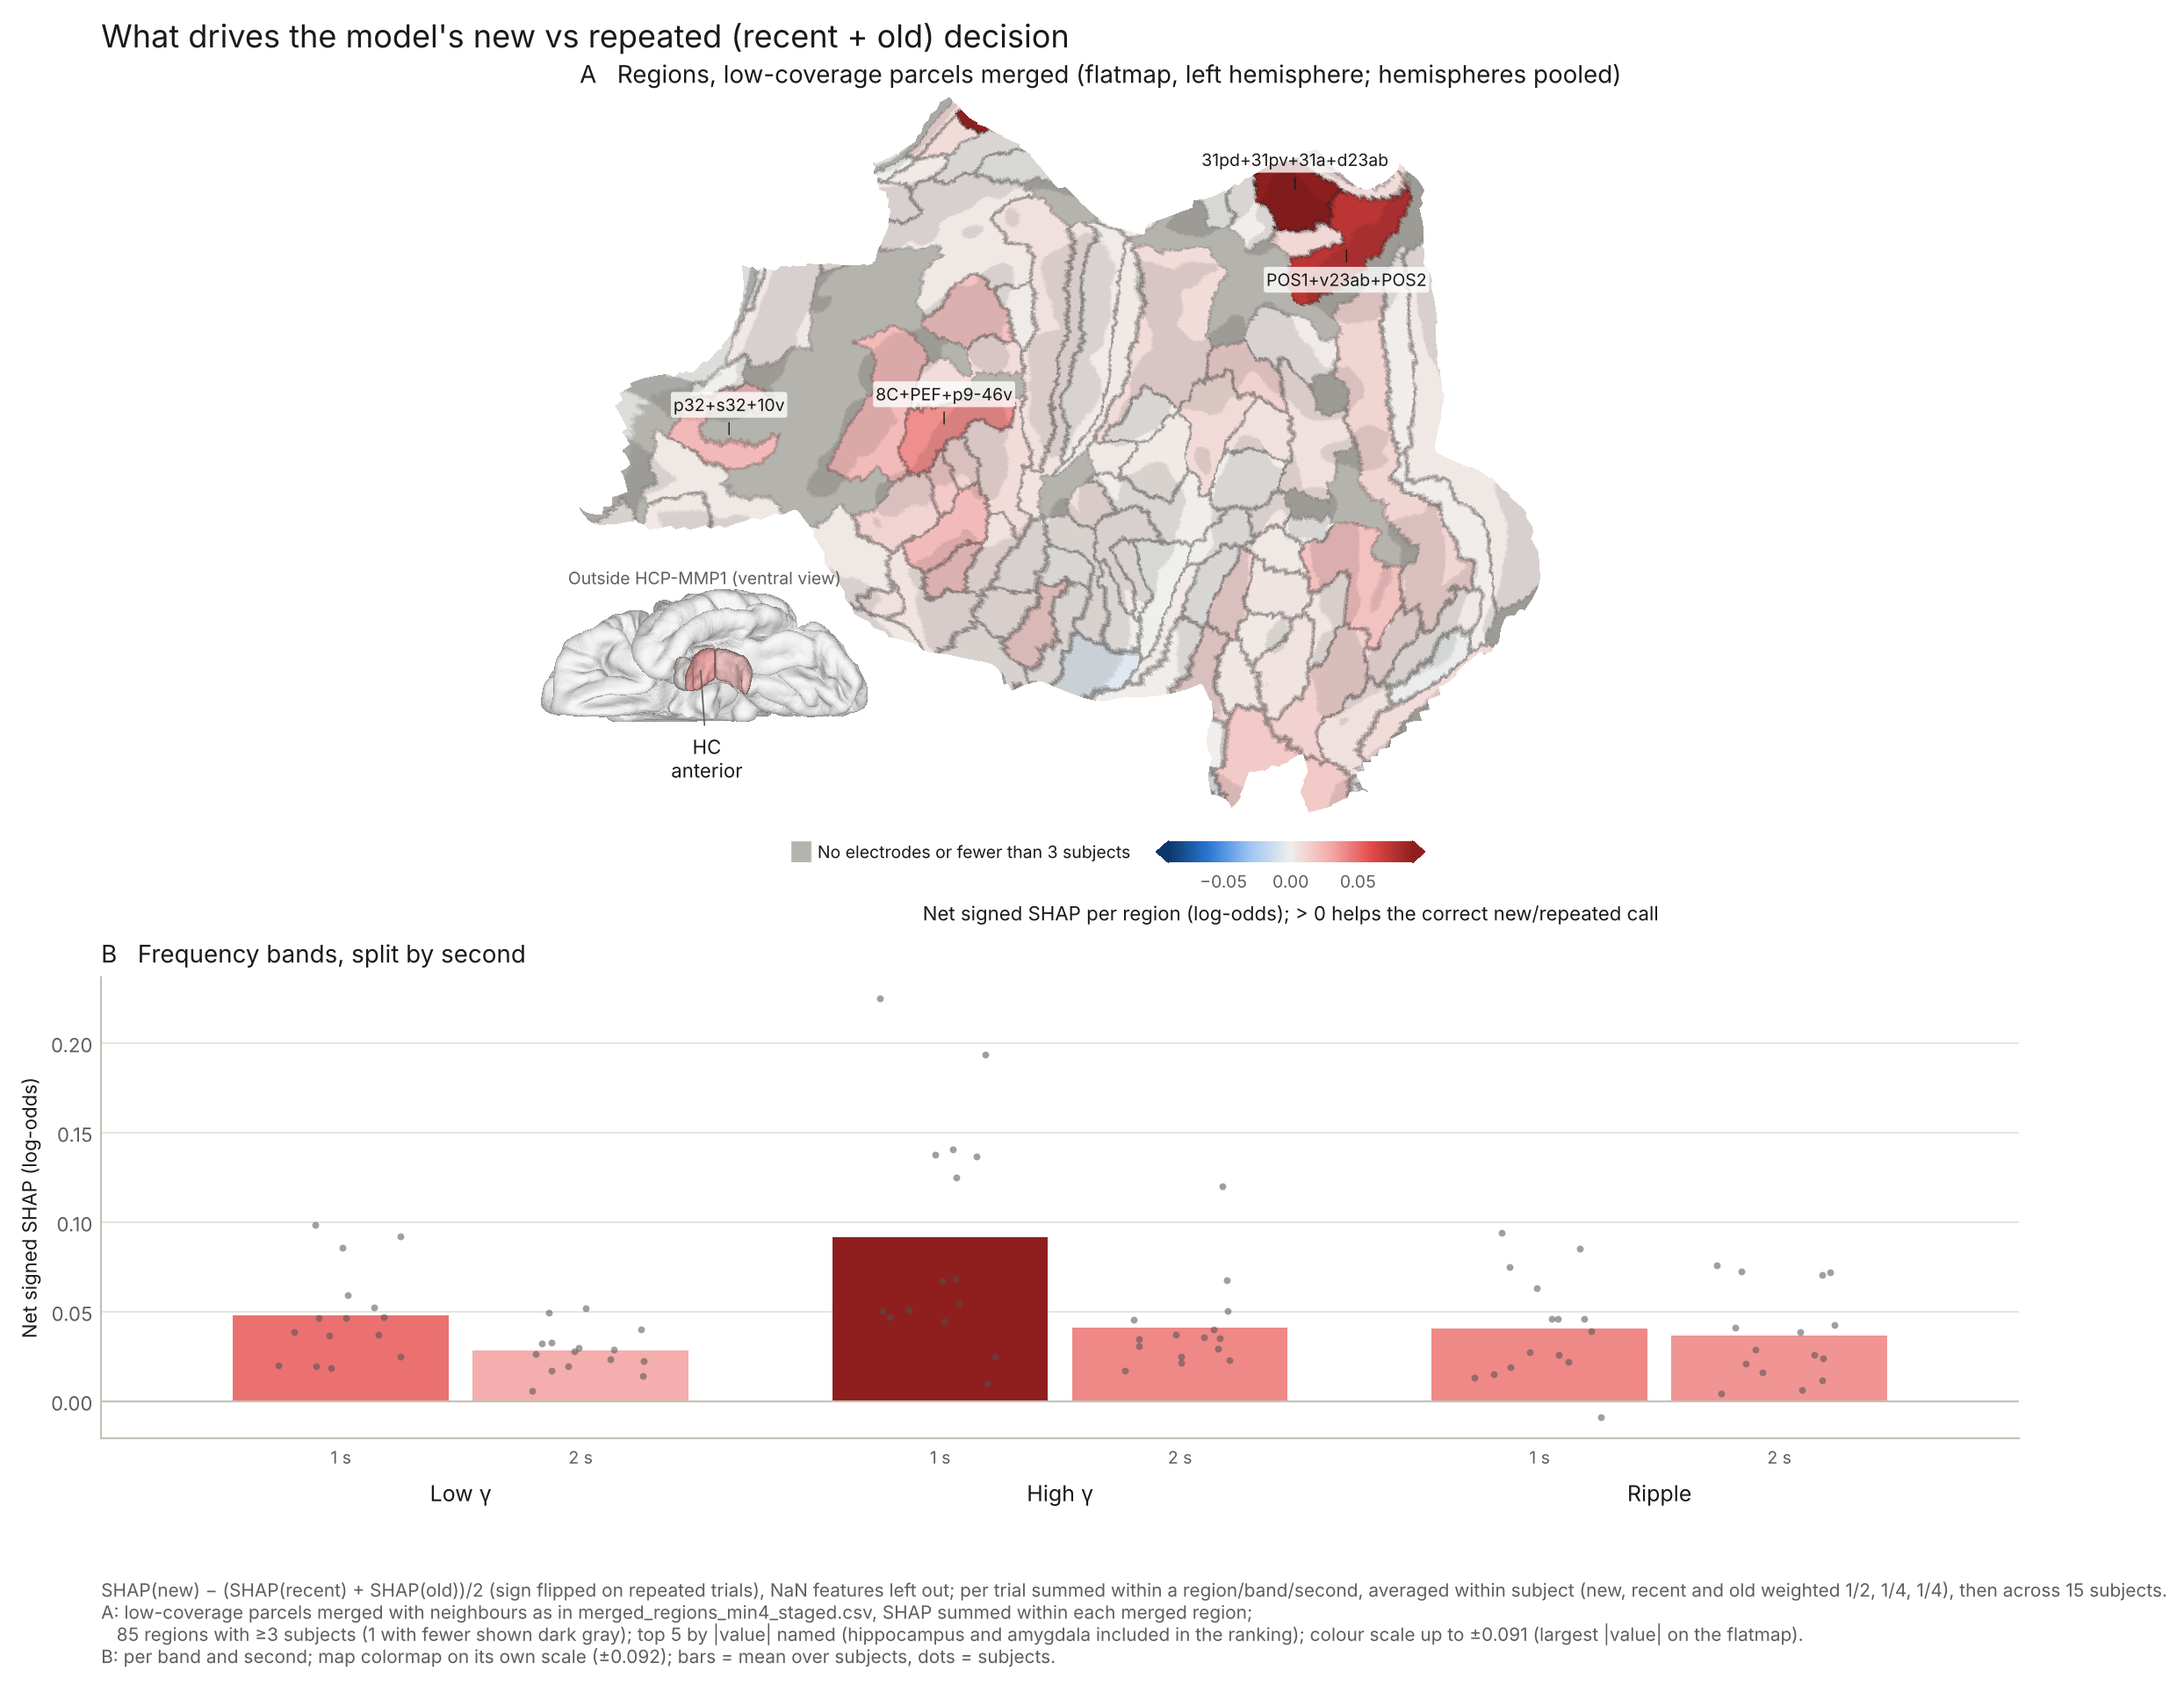 What drives the model's new vs repeated (recent + old) decision
A Regions, low-coverage parcels merged (flatmap, left hemisphere; hemispheres pooled)
31pd+31pv+31a+d23ab
POS1+v23ab+POS2
8C+PEF+p9-46v
p32+s32+10v
Outside HCP-MMP1 (ventral view)
HC
anterior
No electrodes or fewer than 3 subjects
−0.05 0.00 0.05
Net signed SHAP per region (log-odds); > 0 helps the correct new/repeated call
B Frequency bands, split by second
Net signed SHAP (log-odds)
0.20
0.15
0.10
0.05
0.00
1 s 2 s 1 s 2 s 1 s 2 s
Low γ High γ Ripple
SHAP(new) − (SHAP(recent) + SHAP(old))/2 (sign flipped on repeated trials), NaN features left out; per trial summed within a region/band/second, averaged within subject (new, recent and old weighted 1/2, 1/4, 1/4), then across 15 subjects.
A: low-coverage parcels merged with neighbours as in merged_regions_min4_staged.csv, SHAP summed within each merged region;
85 regions with ≥3 subjects (1 with fewer shown dark gray); top 5 by |value| named (hippocampus and amygdala included in the ranking); colour scale up to ±0.091 (largest |value| on the flatmap).
B: per band and second; map colormap on its own scale (±0.092); bars = mean over subjects, dots = subjects.